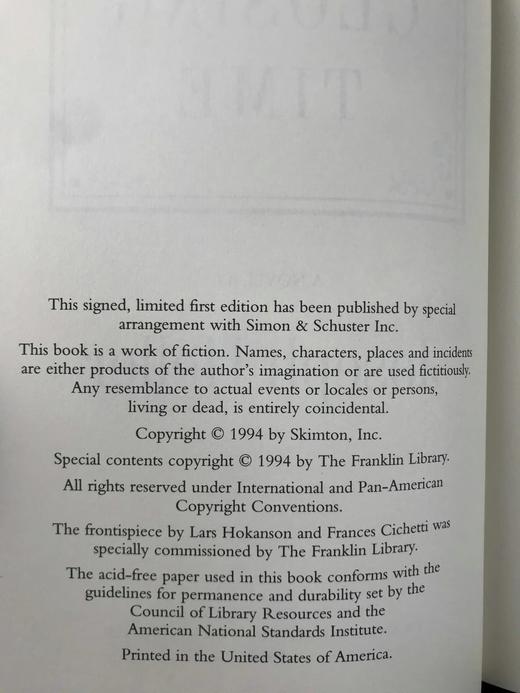 CLOSING
TIME
This signed, limited first edition has been published by special
arrangement with Simon & Schuster Inc.
This book is a work of fiction. Names, characters, places and incidents
are either products of the author's imagination or are used fictitiously.
Any resemblance to actual events or locales or persons,
living or dead, is entirely coincidental.
Copyright © 1994 by Skimton, Inc.
Special contents copyright © 1994 by The Franklin Library.
All rights reserved under International and Pan-American
Copyright Conventions.
The frontispiece by Lars Hokanson and Frances Cichetti was
specially commissioned by The Franklin Library.
The acid-free paper used in this book conforms with the
guidelines for permanence and durability set by the
Council of Library Resources and the
American National Standards Institute.
Printed in the United States of America.